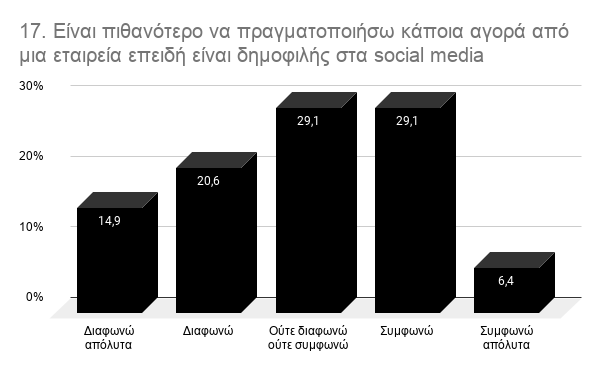 17. Είναι πιθανότερο να πραγματοποιήσω κάποια αγορά από
μια εταιρεία επειδή είναι δημοφιλής στα social media
30%
20%
10%
0%
14,9
20,6
29,1
29,1
6,4
Διαφωνώ
απόλυτα
Διαφωνώ
Ούτε διαφωνώ
ούτε συμφωνώ
Συμφωνώ
Συμφωνώ
απόλυτα